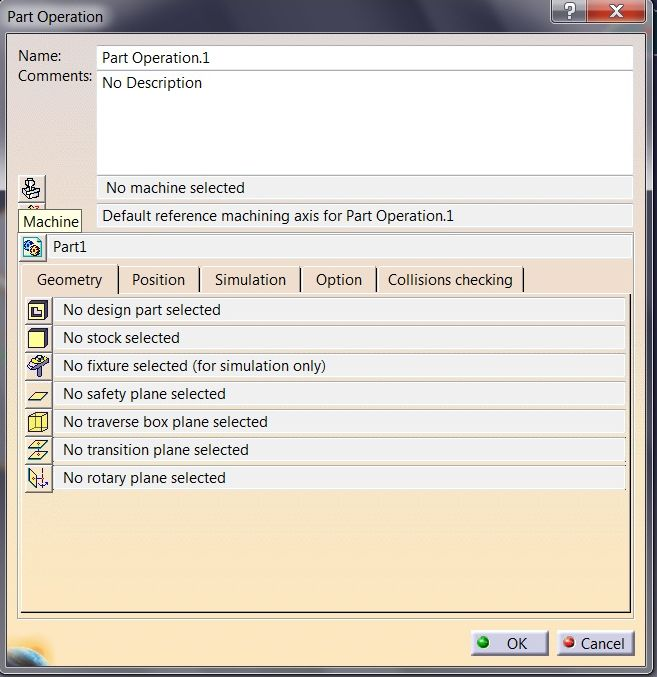 Part Operation
?
Name:
Part Operation.1
Comments:
No Description
No machine selected
Machine
Default reference machining axis for Part Operation.1
Part1
Geometry Position Simulation Option Collisions checking
No design part selected
No stock selected
No fixture selected (for simulation only)
No safety plane selected
No traverse box plane selected
No transition plane selected
No rotary plane selected
OK Cancel